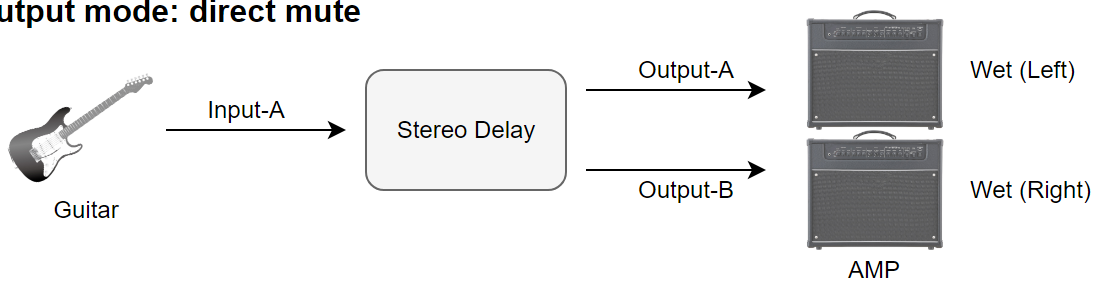 utput mode: direct mute
Output-A
Wet (Left)
Input-A
Stereo Delay
Output-B
Wet (Right)
Guitar
AMP